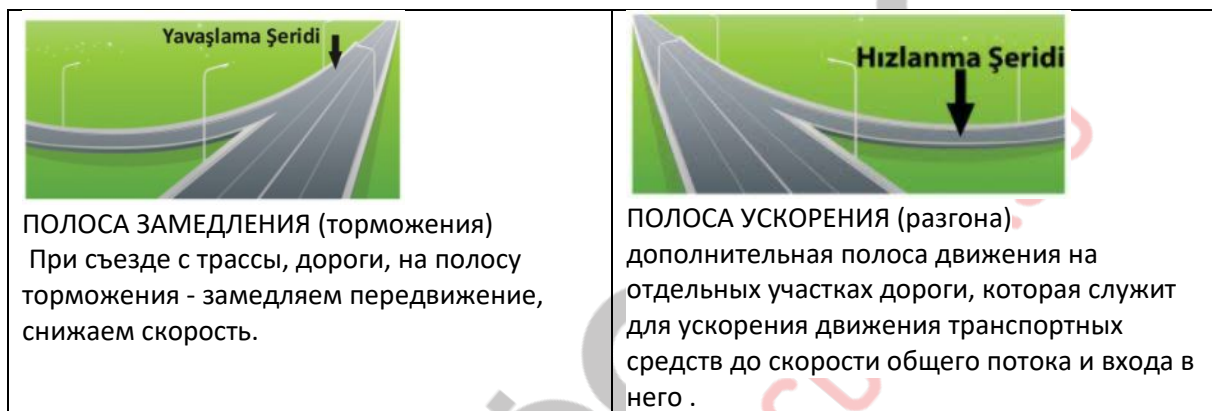 Yavaşlama Şeridi
ПОЛОСА ЗАМЕДЛЕНИЯ (торможения)
При съезде с трассы, дороги, на полосу
торможения - замедляем передвижение,
снижаем скорость.
Hızlanma Şeridi
ПОЛОСА УСКОРЕНИЯ (разгона)
дополнительная полоса движения на
отдельных участках дороги, которая служит
для ускорения движения транспортных
средств до скорости общего потока и входа в
него .